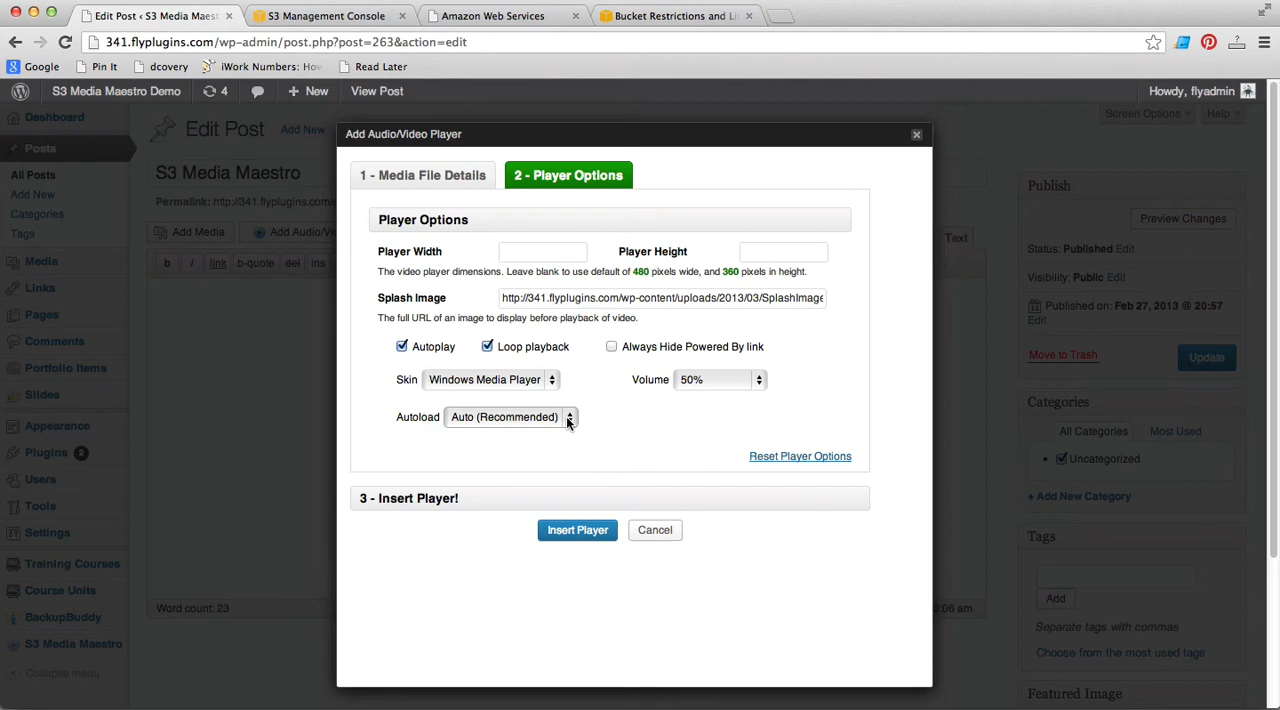 Edit Post ‹ S3 Media Maest
S3 Management Console
Amazon Web Services
Bucket Restrictions and Li
341.flyplugins.com/wp-admin/post.php?post=263&action=edit
Google
Pin It
dcovery
iWork Numbers: How
Read Later
S3 Media Maestro Demo
4
New
View Post
Howdy, flyadmin
Dashboard
Posts
All Posts
Add New
Categories
Tags
Media
Links
Pages
Comments
Portfolio Items
Slides
Appearance
Plugins 2
Users
Tools
Settings
Training Courses
Course Units
BackupBuddy
S3 Media Maestro
Collapse menu
Edit Post Add New
Screen Options Help
S3 Media Maestro
Permalink: http://341.flyplugins.com/
Add Media
Add Audio/Vi
Text
b i link b-quote del ins
Word count: 23
3:06 am
Add Audio/Video Player
1 - Media File Details
2 - Player Options
Player Options
Player Width
Player Height
The video player dimensions. Leave blank to use default of 480 pixels wide, and 360 pixels in height.
Splash Image http://341.flyplugins.com/wp-content/uploads/2013/03/SplashImage
The full URL of an image to display before playback of video.
Autoplay
Loop playback
Always Hide Powered By link
Skin Windows Media Player
Volume 50%
Autoload Auto (Recommended)
Reset Player Options
3 - Insert Player!
Insert Player
Cancel
Publish
Preview Changes
Status: Published Edit
Visibility: Public Edit
Published on: Feb 27, 2013 @ 20:57
Edit
Move to Trash
Update
Categories
All Categories
Most Used
Uncategorized
+ Add New Category
Tags
Add
Separate tags with commas
Choose from the most used tags
Featured Image